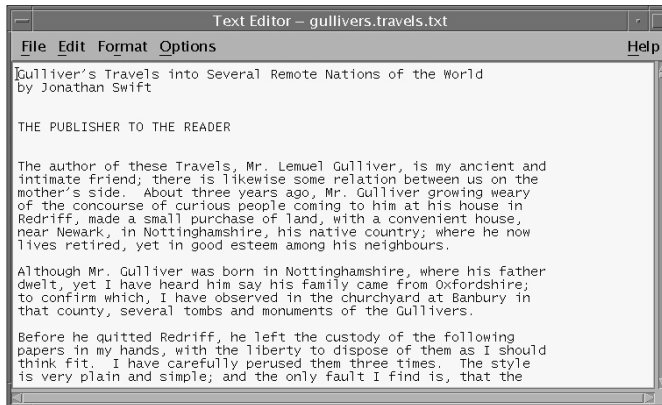 Text Editor – gullivers.travels.txt
File Edit Format Options Help
Gulliver's Travels into Several Remote Nations of the World
by Jonathan Swift
THE PUBLISHER TO THE READER
The author of these Travels, Mr. Lemuel Gulliver, is my ancient and
intimate friend; there is likewise some relation between us on the
mother's side.  About three years ago, Mr. Gulliver growing weary
of the concourse of curious people coming to him at his house in
Redriff, made a small purchase of land, with a convenient house,
near Newark, in Nottinghamshire, his native country; where he now
lives retired, yet in good esteem among his neighbours.
Although Mr. Gulliver was born in Nottinghamshire, where his father
dwelt, yet I have heard him say his family came from Oxfordshire;
to confirm which, I have observed in the churchyard at Banbury in
that county, several tombs and monuments of the Gullivers.
Before he quitted Redriff, he left the custody of the following
papers in my hands, with the liberty to dispose of them as I should
think fit.  I have carefully perused them three times.  The style
is very plain and simple; and the only fault I find is, that the